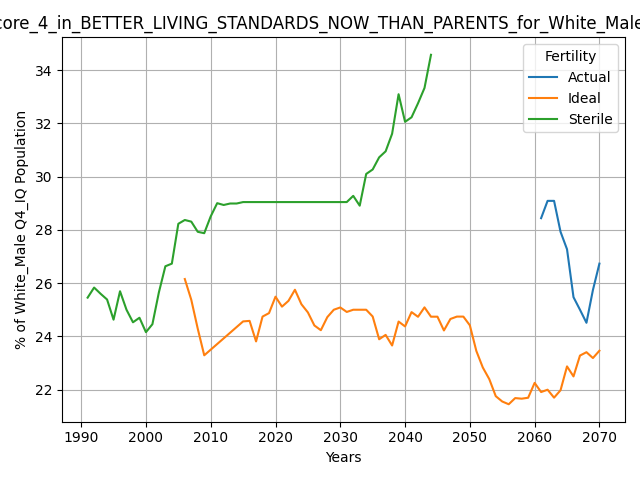 core_4_in_BETTER_LIVING_STANDARDS_NOW_THAN_PARENTS_for_White_Male
34
32
30
28
26
24
22
% of White_Male Q4_IQ Population
Fertility
Actual
Ideal
Sterile
1990 2000 2010 2020 2030 2040 2050 2060 2070
Years